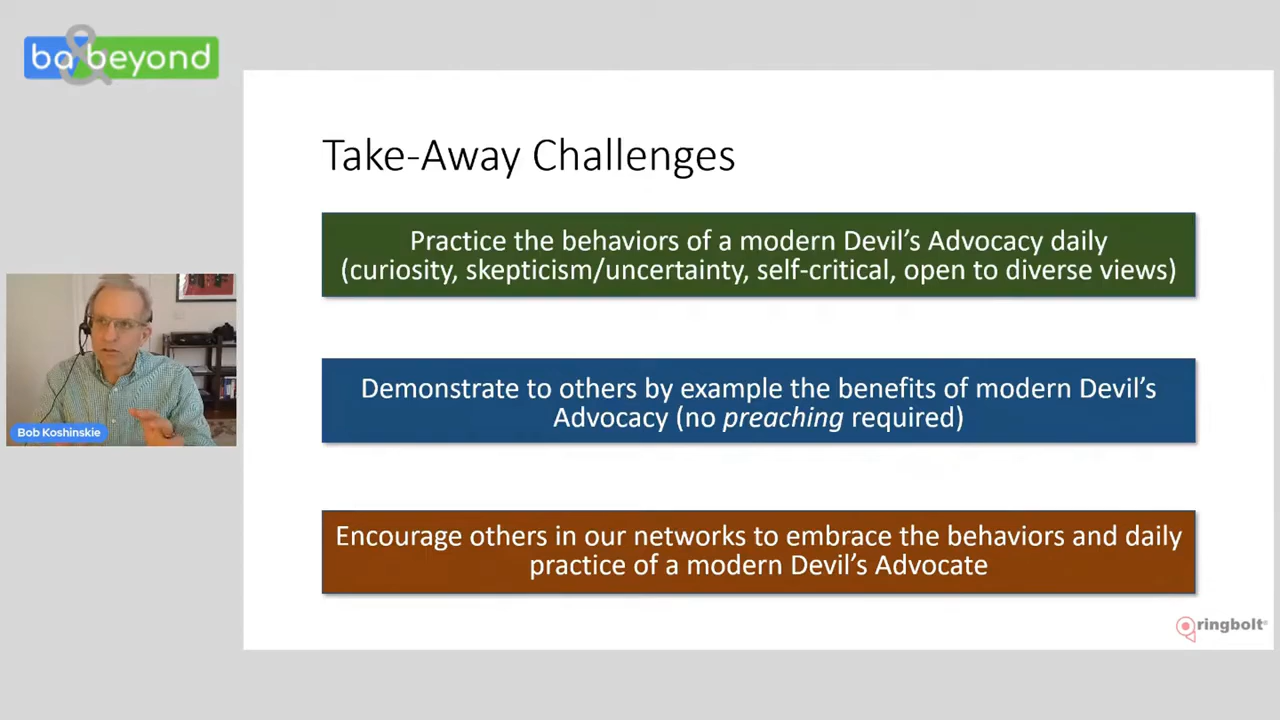 ba&beyond
Take-Away Challenges
Practice the behaviors of a modern Devil's Advocacy daily
(curiosity, skepticism/uncertainty, self-critical, open to diverse views)
Demonstrate to others by example the benefits of modern Devil's
Advocacy (no preaching required)
Encourage others in our networks to embrace the behaviors and daily
practice of a modern Devil's Advocate
Bob Koshinskie
ringbolt®